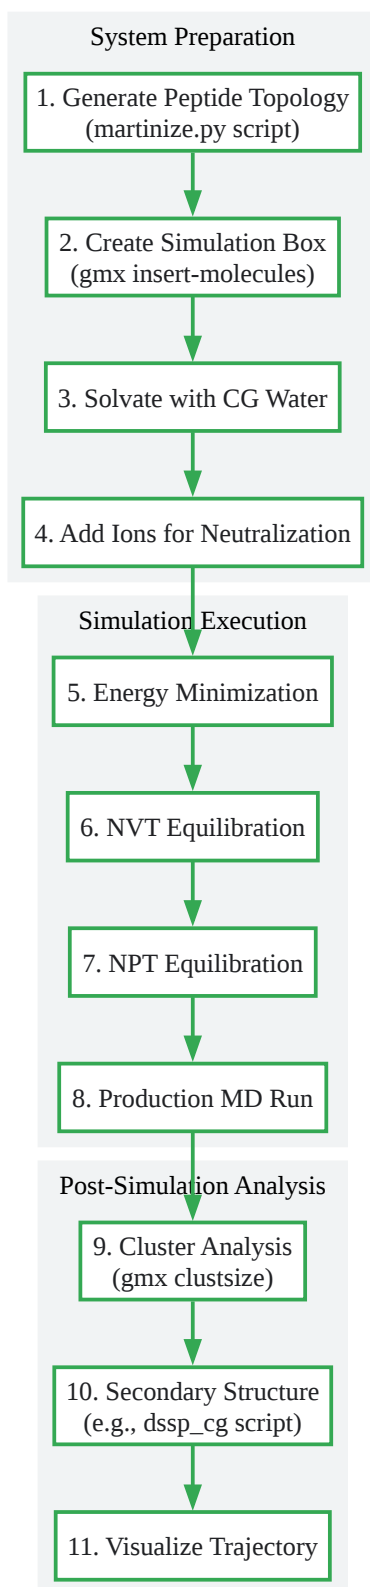 System Preparation
1. Generate Peptide Topology
(martinize.py script)
2. Create Simulation Box
(gmx insert-molecules)
3. Solvate with CG Water
4. Add Ions for Neutralization
Simulation Execution
5. Energy Minimization
6. NVT Equilibration
7. NPT Equilibration
8. Production MD Run
Post-Simulation Analysis
9. Cluster Analysis
(gmx clustsize)
10. Secondary Structure
(e.g., dssp_cg script)
11. Visualize Trajectory